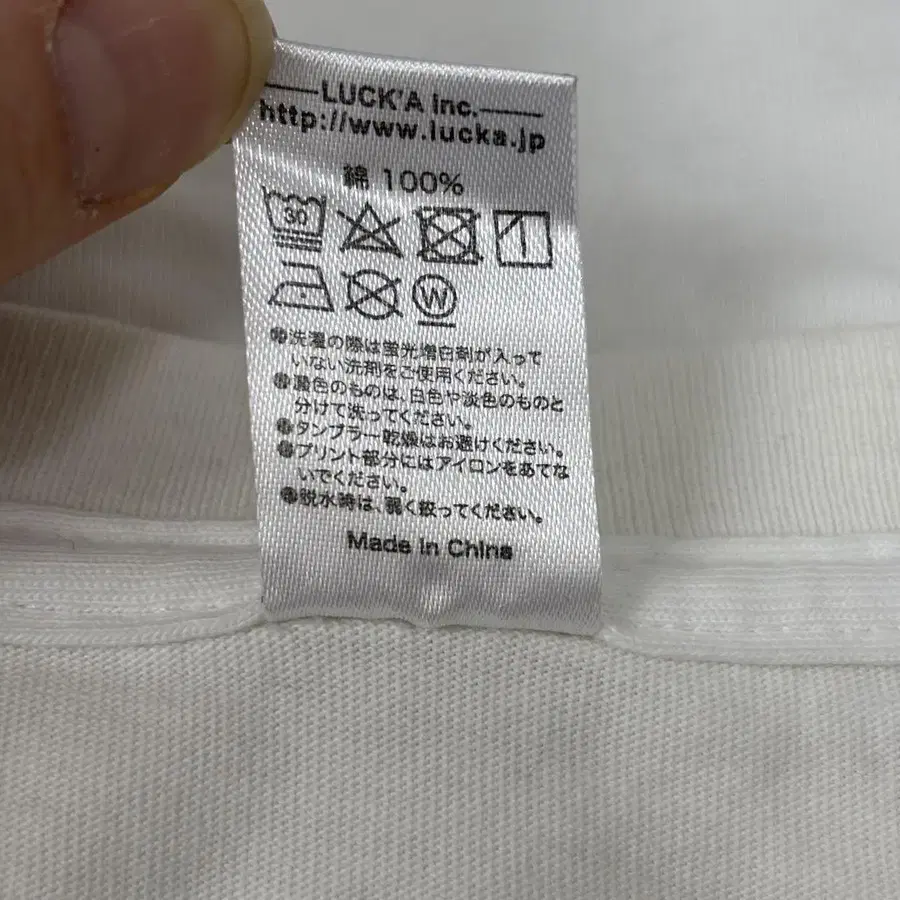 LUCK'A Inc.
http://www.lucka.jp
綿 100%
30
W
●洗濯の際は蛍光増白剤が入って
いない洗剤をご使用ください。
●濃色のものは、白色や淡色のものと
分けて洗ってください。
●タンブラー乾燥はお避けください。
●プリント部分にはアイロンをあてな
いでください。
●脱水時は、弱く絞ってください。
Made in China